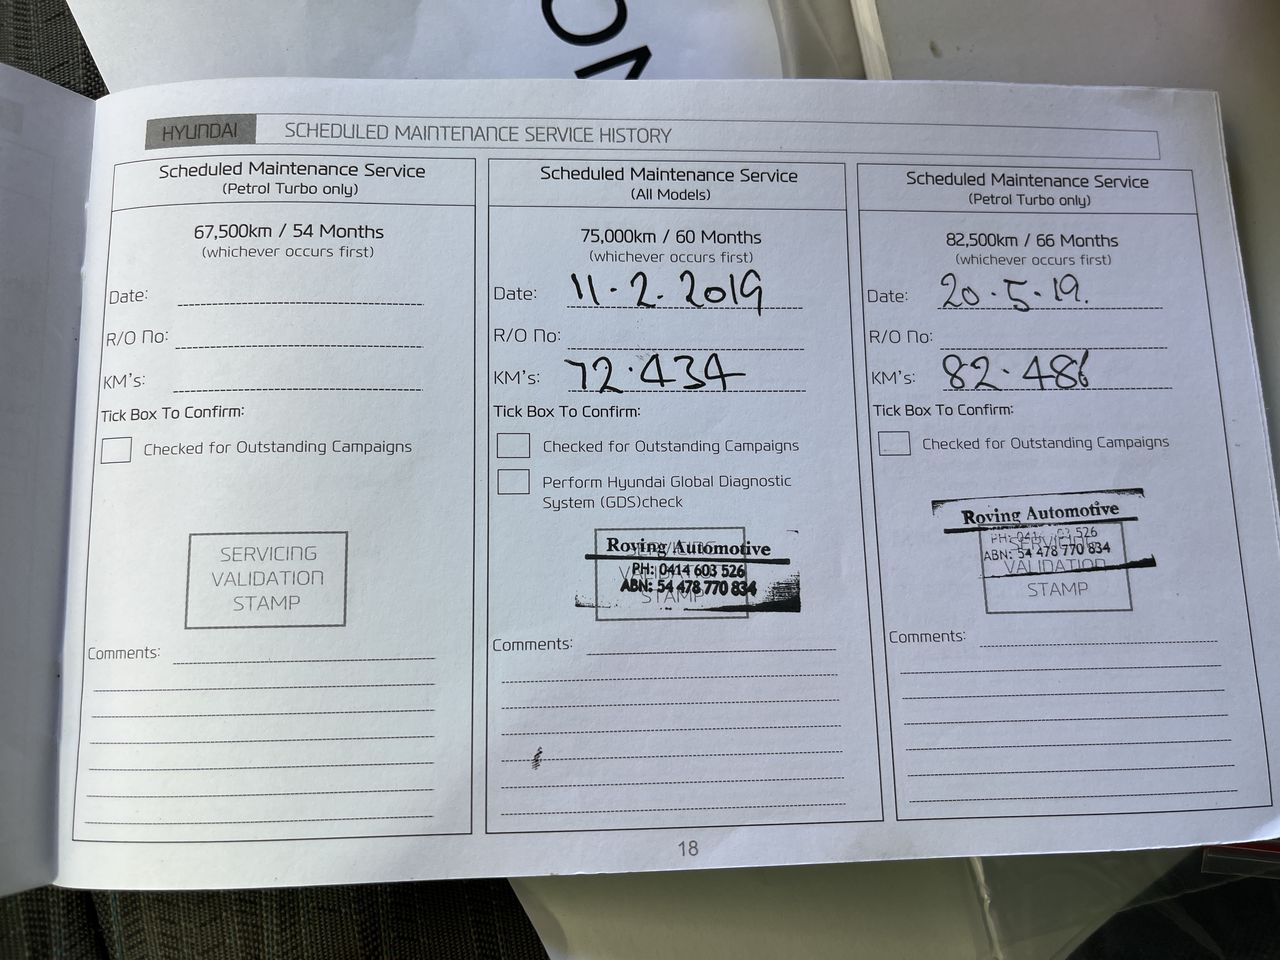 HYUNDAI SCHEDULED MAINTENANCE SERVICE HISTORY
Scheduled Maintenance Service
(Petrol Turbo only)
67,500km / 54 Months
(whichever occurs first)
Date:
R/O No:
KM's:
Tick Box To Confirm:
Checked for Outstanding Campaigns
SERVICING
VALIDATION
STAMP
Comments:
Scheduled Maintenance Service
(All Models)
75,000km / 60 Months
(whichever occurs first)
Date: 11.2.2019
R/O No:
KM's: 72.434
Tick Box To Confirm:
Checked for Outstanding Campaigns
Perform Hyundai Global Diagnostic
System (GDS)check
Roving Automotive
PH: 0414 603 526
ABN: 54 478 770 834
STAMP
Comments:
Scheduled Maintenance Service
(Petrol Turbo only)
82,500km / 66 Months
(whichever occurs first)
Date: 20.5.19.
R/O No:
KM's: 82.486
Tick Box To Confirm:
Checked for Outstanding Campaigns
Roving Automotive
ABN: 54 478 770 834
VALIDATION
STAMP
Comments:
18